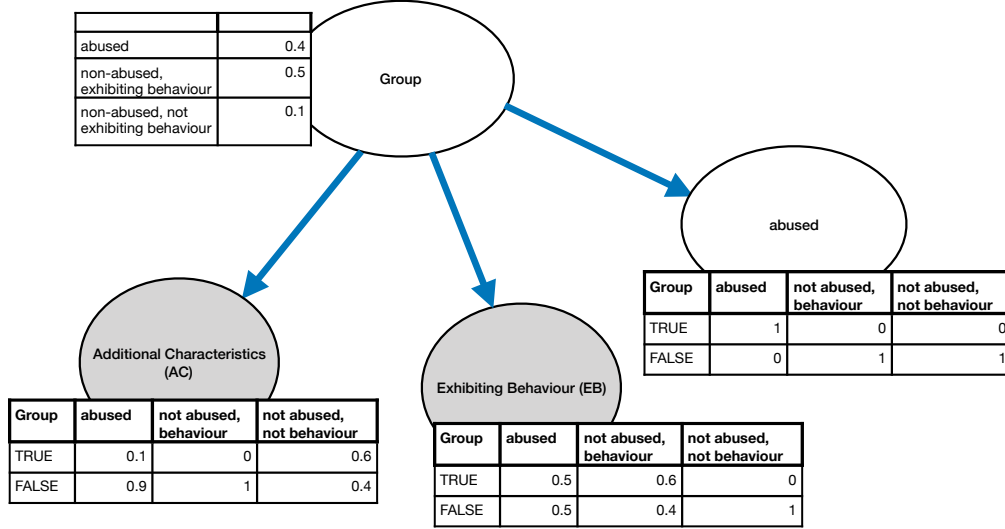 abused 0.4
non-abused,
exhibiting behaviour 0.5
non-abused, not
exhibiting behaviour 0.1
Group
abused
Group abused not abused,
behaviour not abused,
not behaviour
TRUE 1 0 0
FALSE 0 1 1
Additional Characteristics
(AC)
Group abused not abused,
behaviour not abused,
not behaviour
TRUE 0.1 0 0.6
FALSE 0.9 1 0.4
Exhibiting Behaviour (EB)
Group abused not abused,
behaviour not abused,
not behaviour
TRUE 0.5 0.6 0
FALSE 0.5 0.4 1